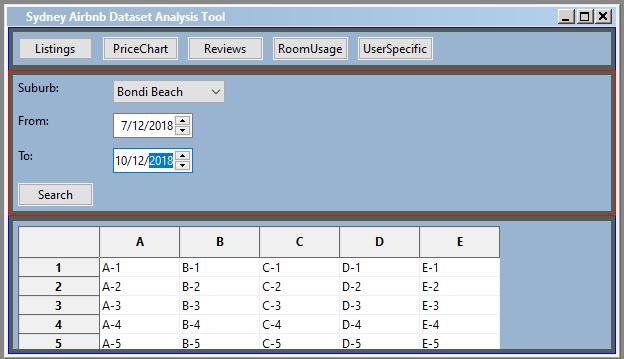 Sydney Airbnb Dataset Analysis Tool
Listings PriceChart Reviews RoomUsage UserSpecific
Suburb: Bondi Beach
From: 7/12/2018
To: 10/12/2018
Search
A B C D E
1 A-1 B-1 C-1 D-1 E-1
2 A-2 B-2 C-2 D-2 E-2
3 A-3 B-3 C-3 D-3 E-3
4 A-4 B-4 C-4 D-4 E-4
5 A-5 B-5 C-5 D-5 E-5